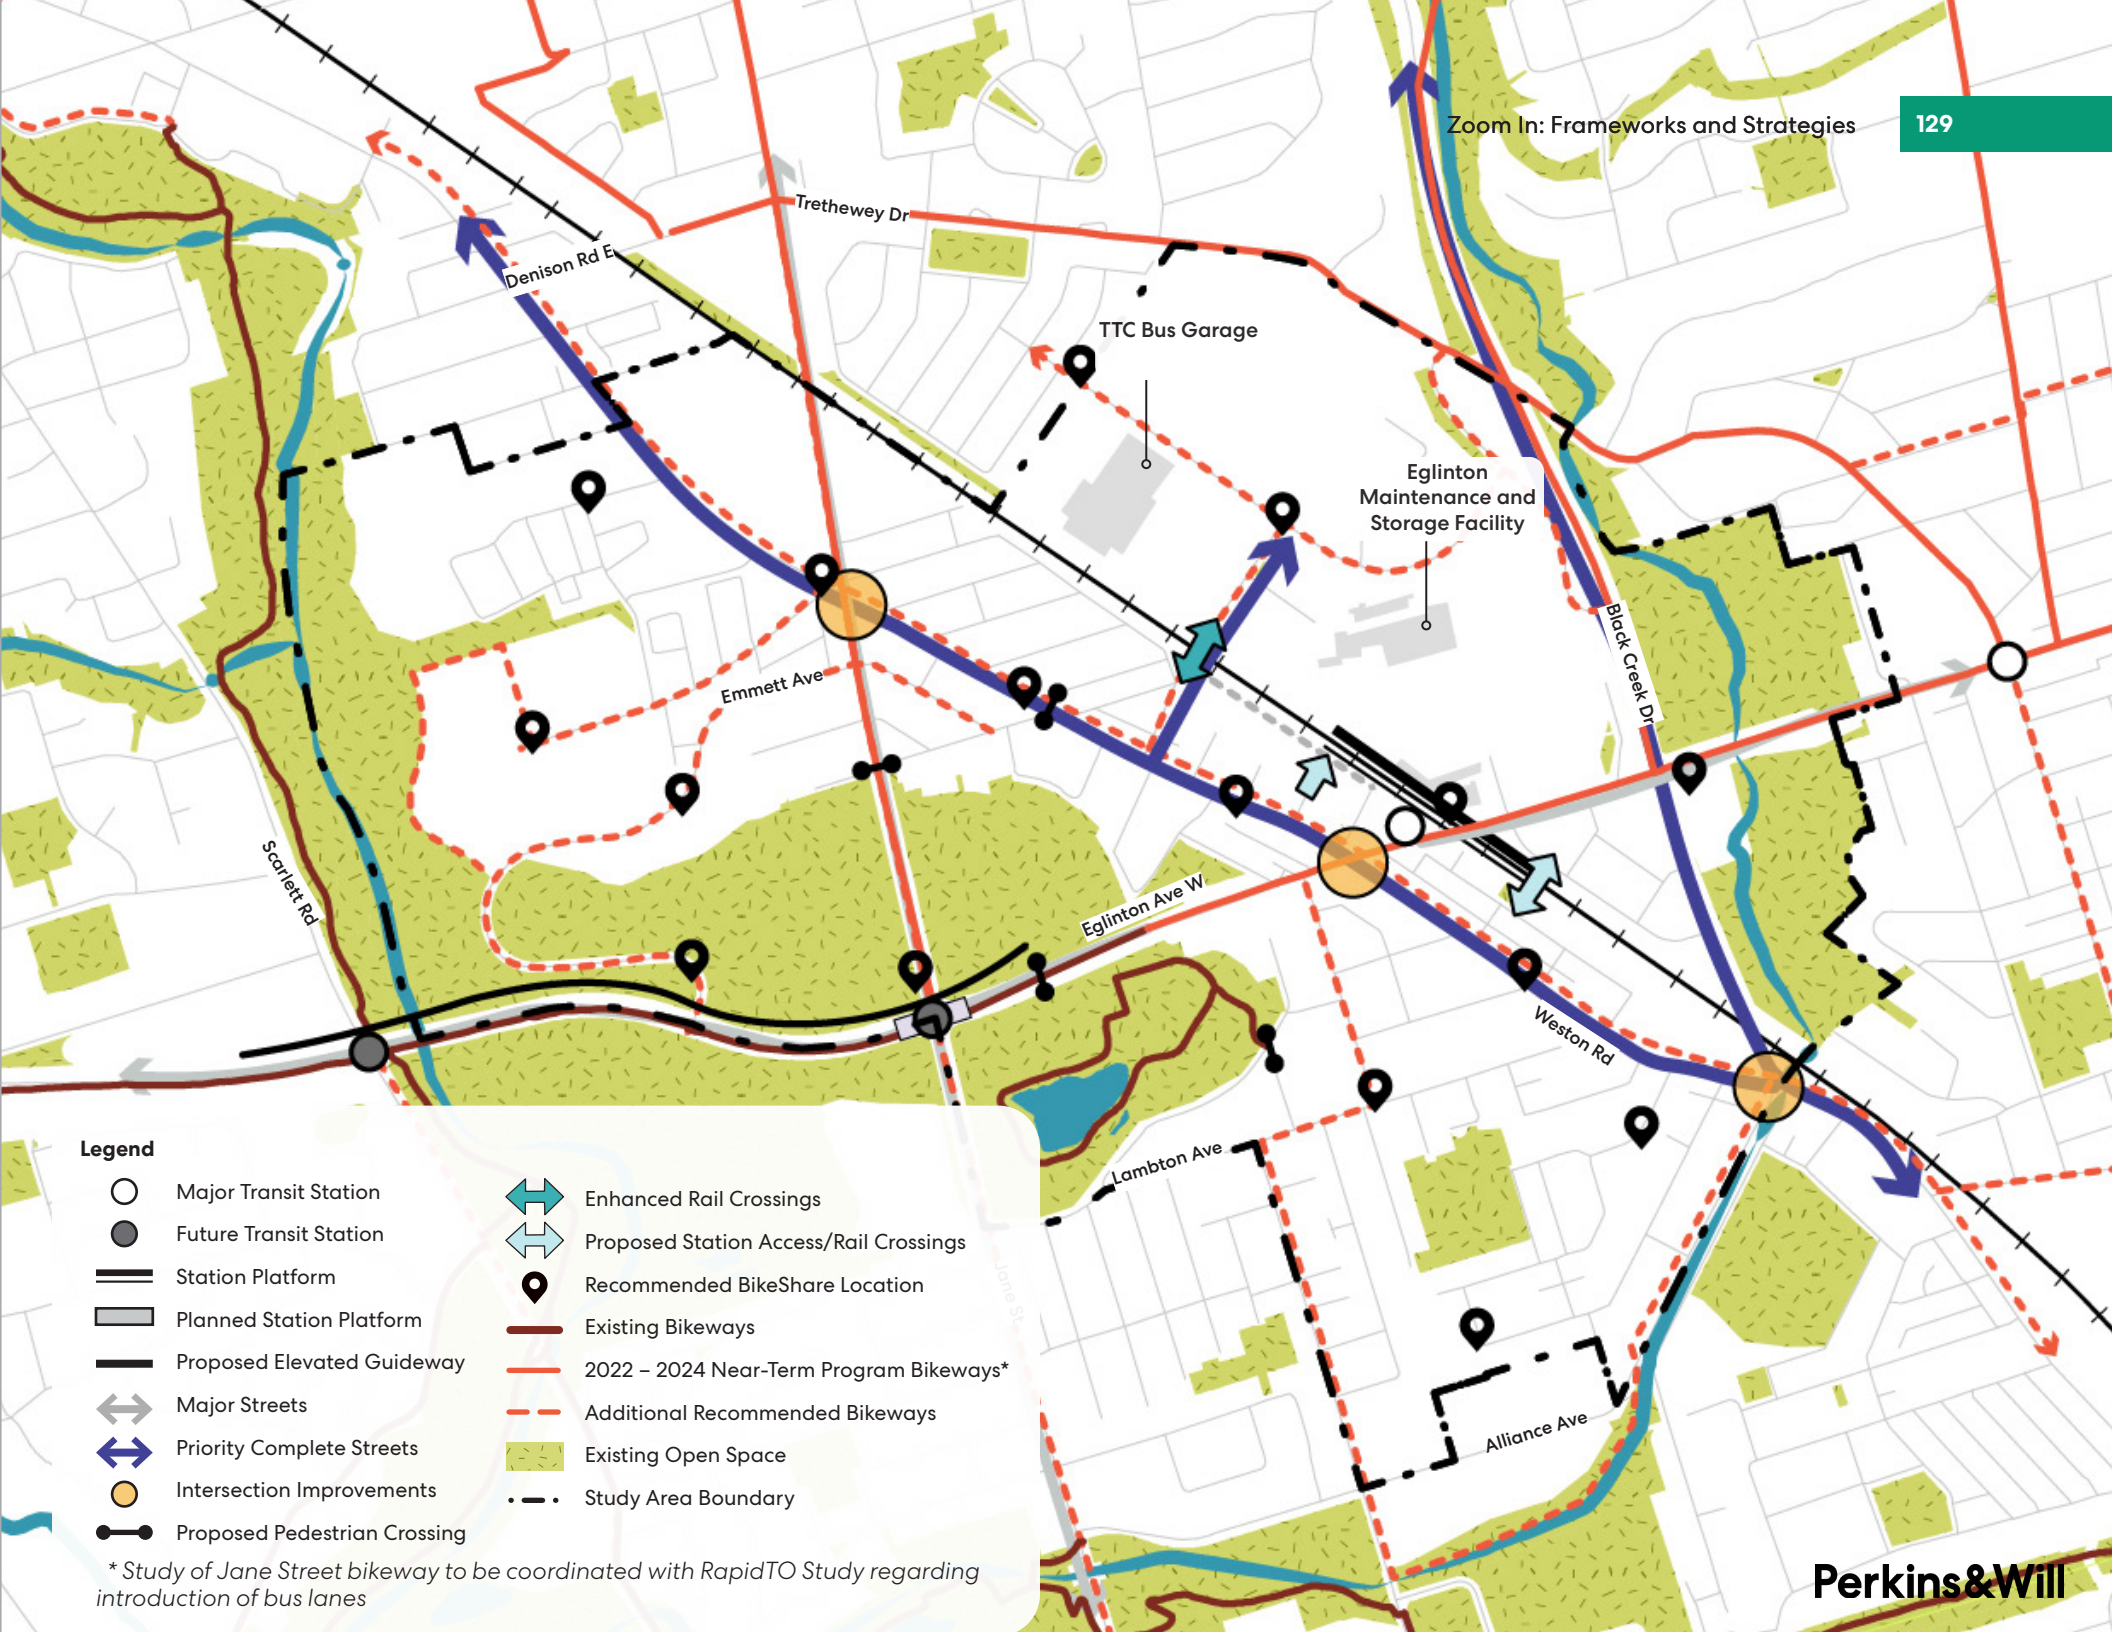 Zoom In: Frameworks and Strategies
129
Trethewey Dr
Denison Rd E
TTC Bus Garage
Eglinton
Maintenance and
Storage Facility
Black Creek Dr
Emmett Ave
Scarlett Rd
Eglinton Ave W
Weston Rd
Lambton Ave
Jane St
Alliance Ave
Legend
Major Transit Station
Future Transit Station
Station Platform
Planned Station Platform
Proposed Elevated Guideway
Major Streets
Priority Complete Streets
Intersection Improvements
Proposed Pedestrian Crossing
Enhanced Rail Crossings
Proposed Station Access/Rail Crossings
Recommended BikeShare Location
Existing Bikeways
2022 – 2024 Near-Term Program Bikeways*
Additional Recommended Bikeways
Existing Open Space
Study Area Boundary
* Study of Jane Street bikeway to be coordinated with RapidTO Study regarding
introduction of bus lanes
Perkins&Will